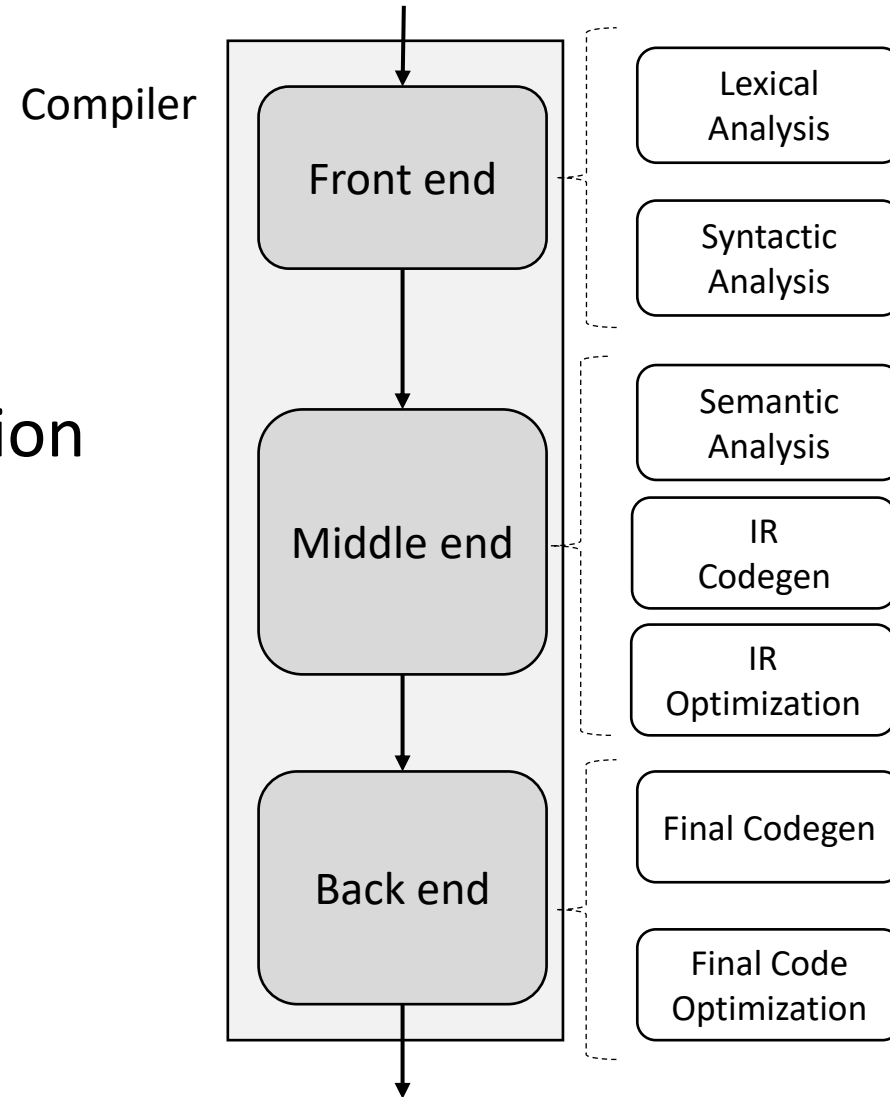 Compiler
Front end
Lexical
Analysis
Syntactic
Analysis
Semantic
Analysis
Middle end
IR
Codegen
IR
Optimization
Back end
Final Codegen
Final Code
Optimization